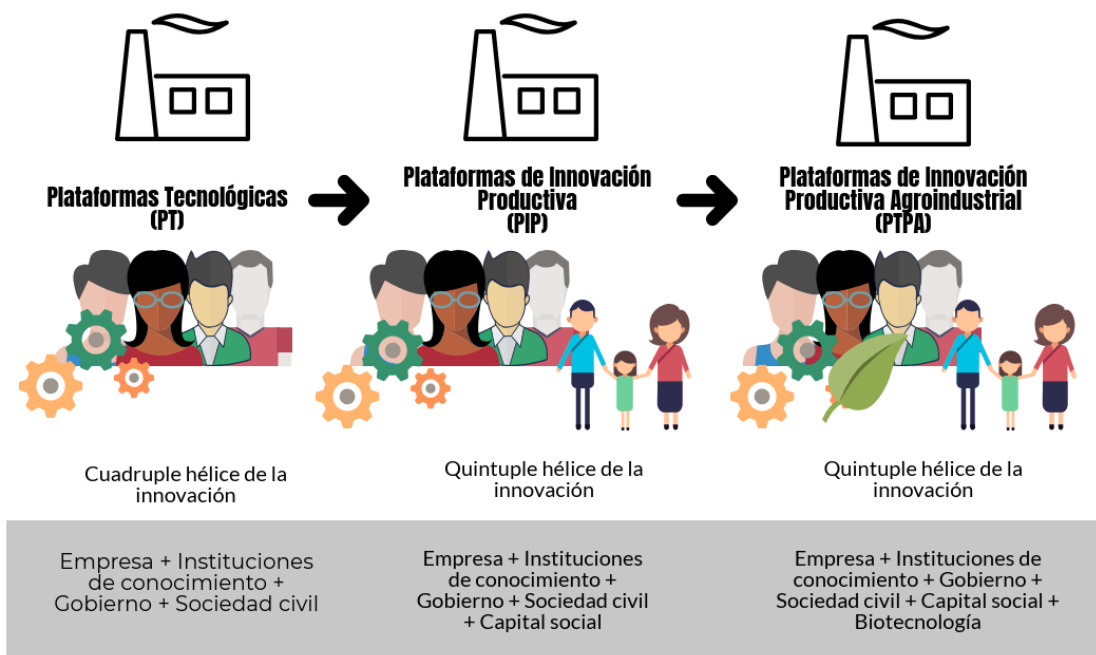 Plataformas Tecnológicas
(PT)
Plataformas de Innovación
Productiva
(PIP)
Plataformas de Innovación
Productiva Agroindustrial
(PTPA)
Cuadruple hélice de la
innovación
Quintuple hélice de la
innovación
Quintuple hélice de la
innovación
Empresa + Instituciones
de conocimiento +
Gobierno + Sociedad civil
Empresa + Instituciones
de conocimiento +
Gobierno + Sociedad civil
+ Capital social
Empresa + Instituciones de
conocimiento + Gobierno +
Sociedad civil + Capital social +
Biotecnología